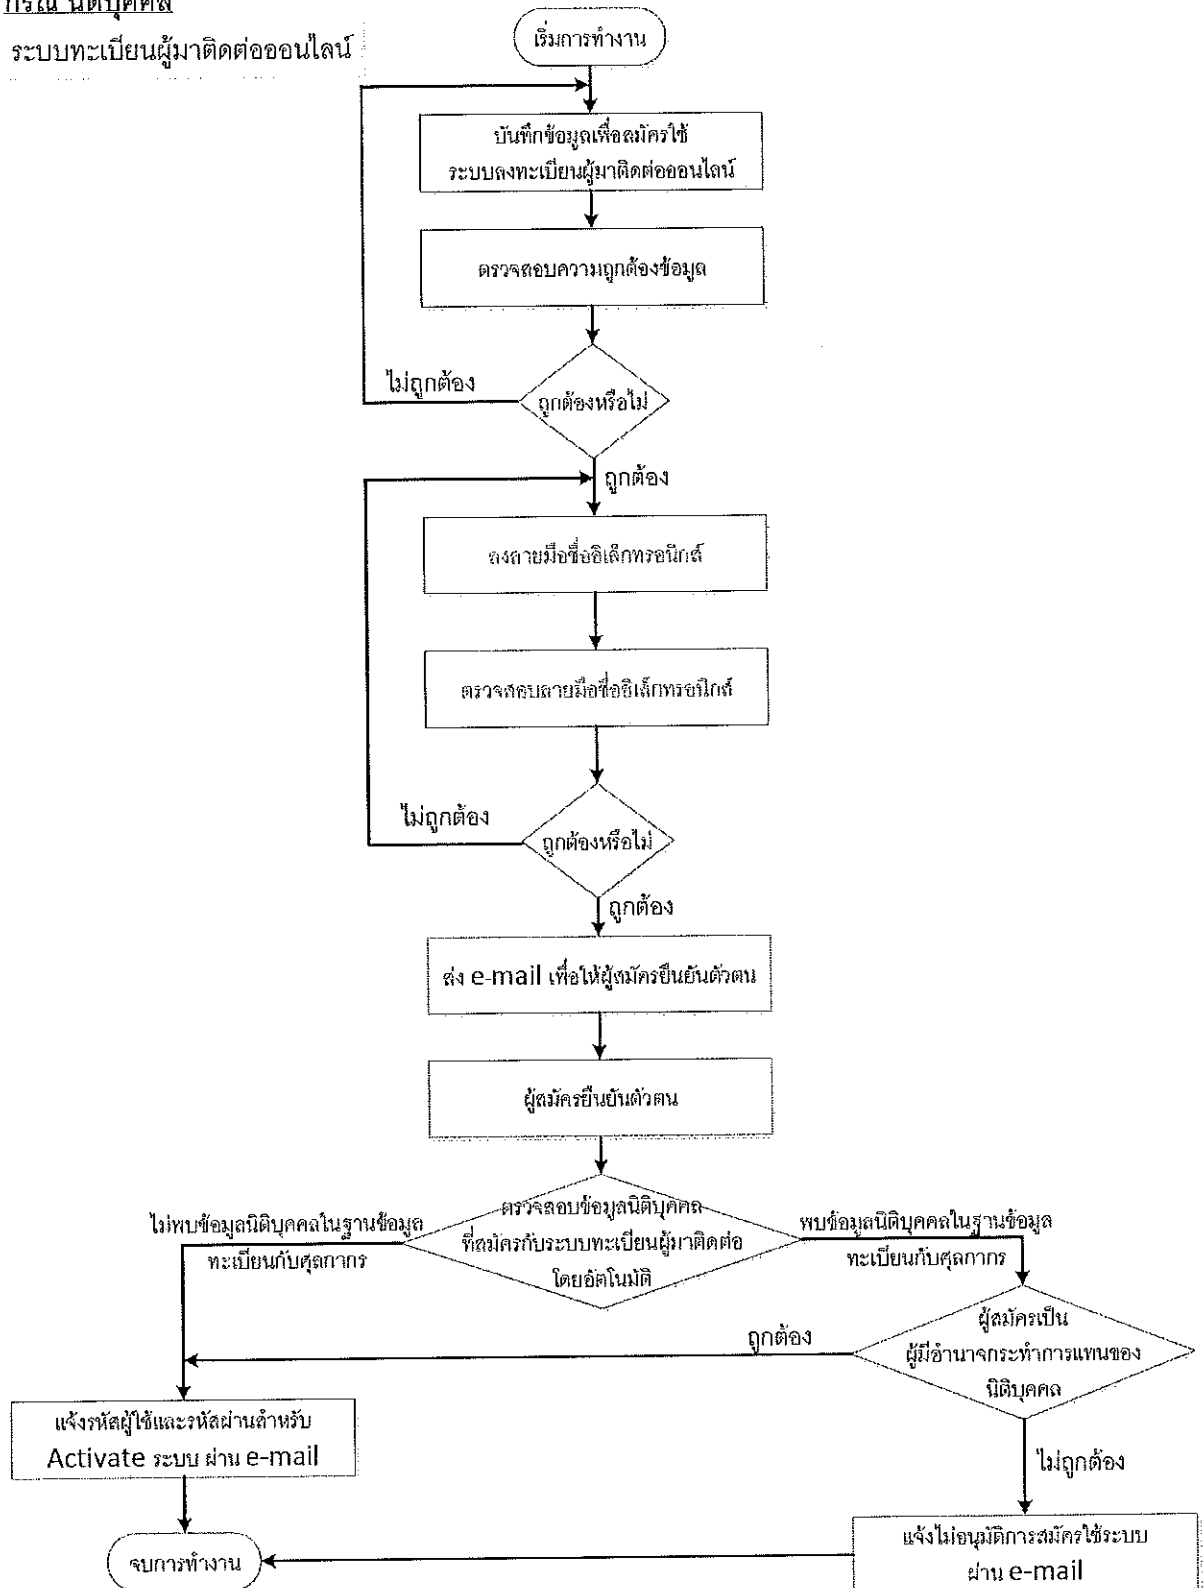 กรณี นิติบุคคล
ระบบทะเบียนผู้มาติดต่อออนไลน์
เริ่มการทำงาน
บันทึกข้อมูลเพื่อสมัครใช้
ระบบลงทะเบียนผู้มาติดต่อออนไลน์
ตรวจสอบความถูกต้องข้อมูล
ไม่ถูกต้อง
ถูกต้องหรือไม่
ถูกต้อง
ลงลายมือชื่ออิเล็กทรอนิกส์
ตรวจสอบลายมือชื่ออิเล็กทรอนิกส์
ไม่ถูกต้อง
ถูกต้องหรือไม่
ถูกต้อง
ส่ง e-mail เพื่อให้ผู้สมัครยืนยันตัวตน
ผู้สมัครยืนยันตัวตน
ไม่พบข้อมูลนิติบุคคลในฐานข้อมูล
ทะเบียนกับศุลกากร
ตรวจสอบข้อมูลนิติบุคคล
ที่สมัครกับระบบทะเบียนผู้มาติดต่อ
โดยอัตโนมัติ
พบข้อมูลนิติบุคคลในฐานข้อมูล
ทะเบียนกับศุลกากร
ถูกต้อง
ผู้สมัครเป็น
ผู้มีอำนาจกระทำการแทนของ
นิติบุคคล
แจ้งรหัสผู้ใช้และรหัสผ่านสำหรับ
Activate ระบบ ผ่าน e-mail
ไม่ถูกต้อง
แจ้งไม่อนุมัติการสมัครใช้ระบบ
ผ่าน e-mail
จบการทำงาน